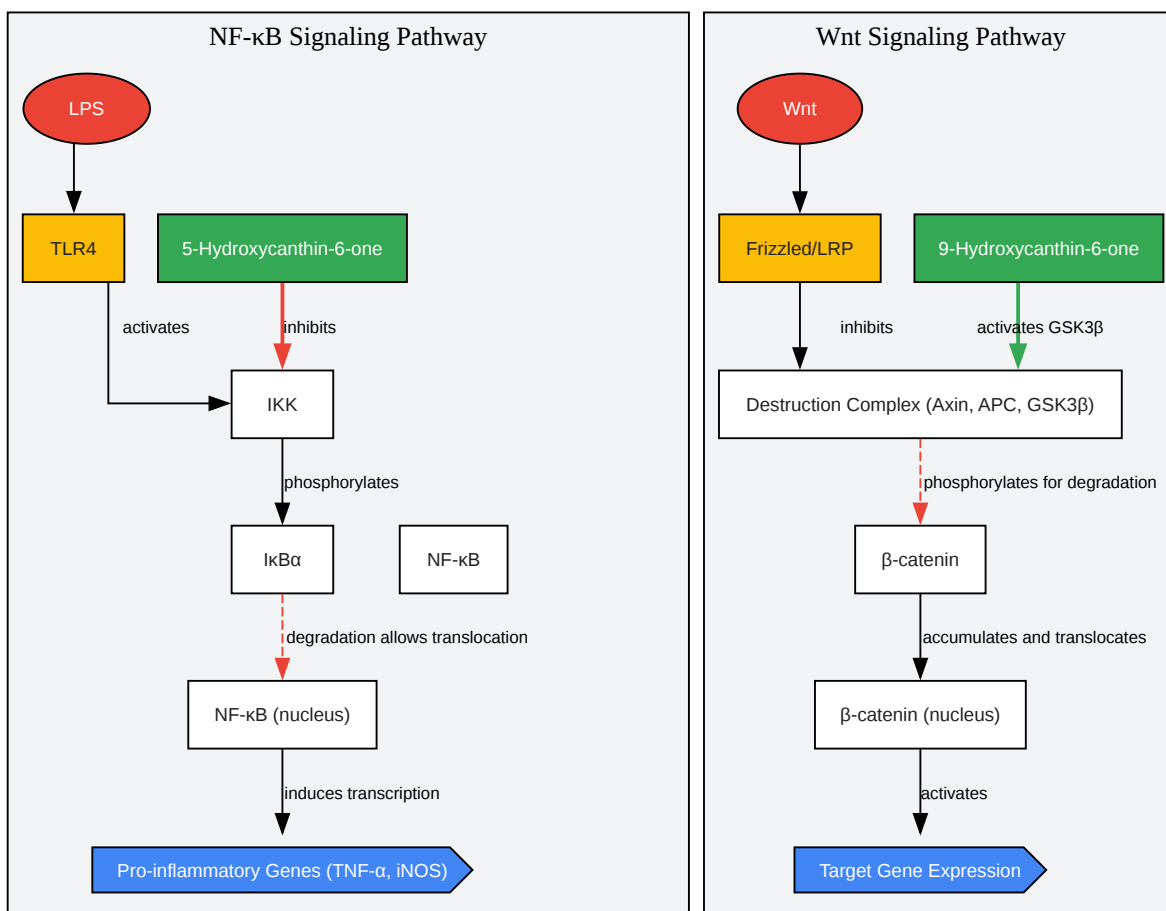 NF-κB Signaling Pathway
LPS
TLR4
5-Hydroxycanthin-6-one
activates
inhibits
IKK
phosphorylates
IκBα
NF-κB
degradation allows translocation
NF-κB (nucleus)
induces transcription
Pro-inflammatory Genes (TNF-α, iNOS)
Wnt Signaling Pathway
Wnt
Frizzled/LRP
9-Hydroxycanthin-6-one
inhibits
activates GSK3β
Destruction Complex (Axin, APC, GSK3β)
phosphorylates for degradation
β-catenin
accumulates and translocates
β-catenin (nucleus)
activates
Target Gene Expression